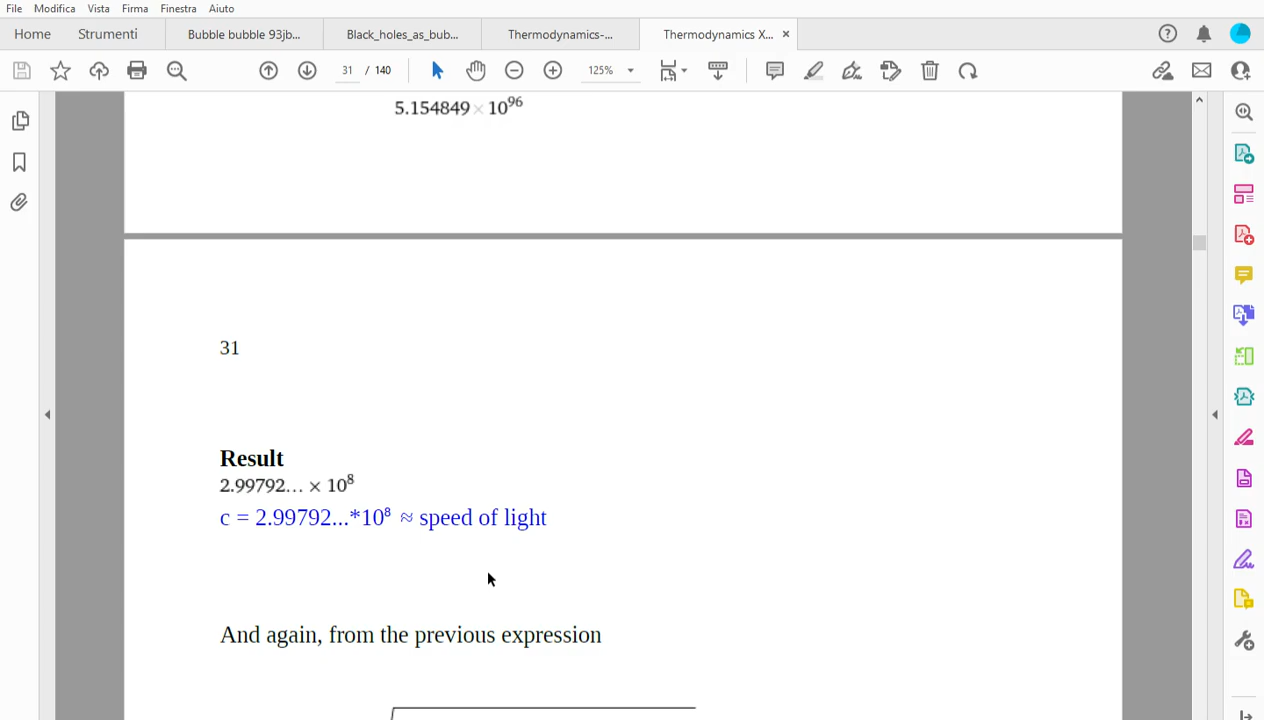 File Modifica Vista Firma Finestra Aiuto
Home Strumenti Bubble bubble 93jb... Black_holes_as_bub... Thermodynamics-... Thermodynamics X... ×
31 / 140 125%
5.154849 × 10⁹⁶
31
Result
2.99792... × 10⁸
c = 2.99792...*10⁸ ≈ speed of light
And again, from the previous expression